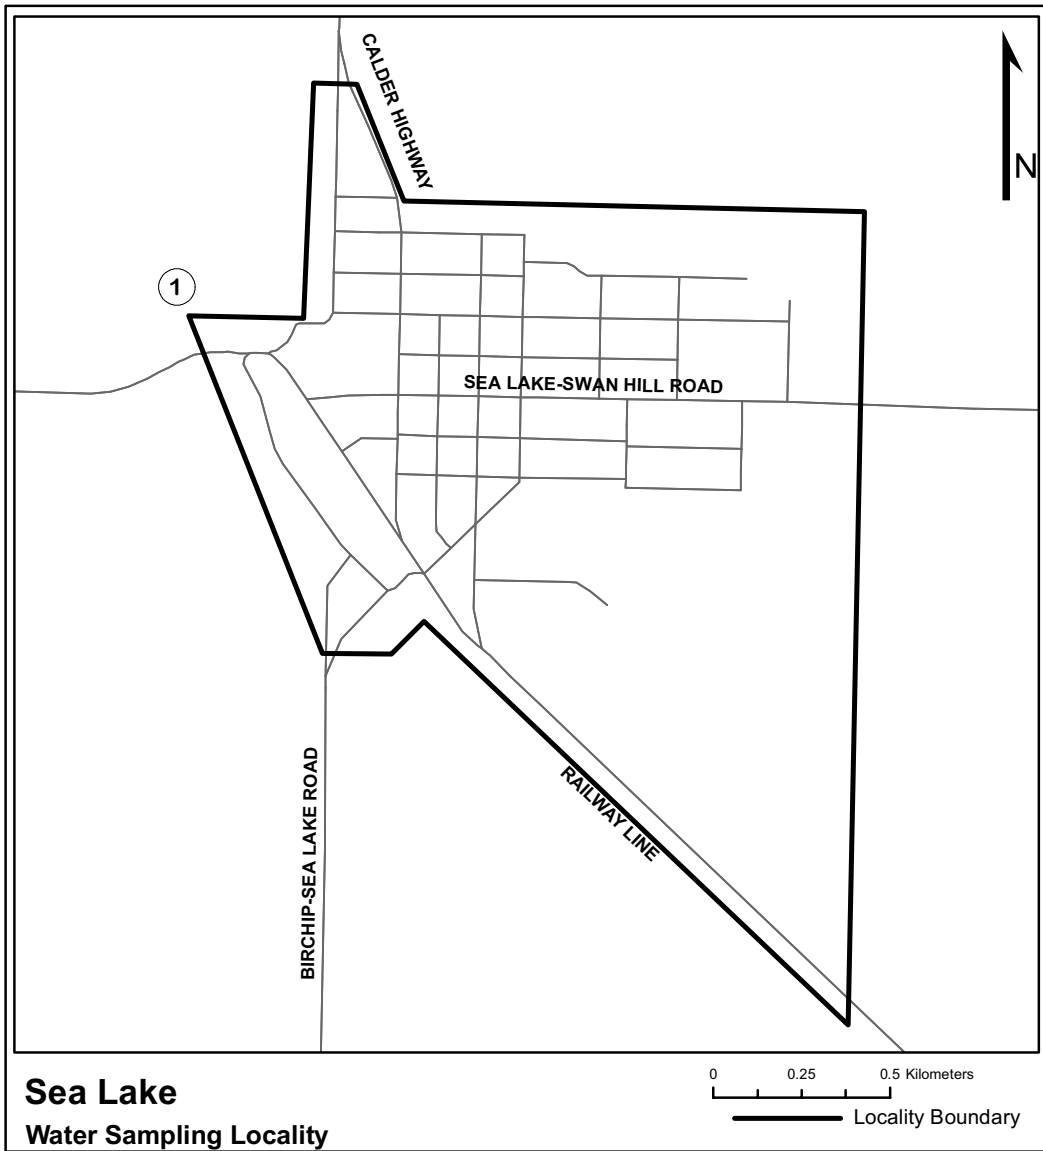 CALDER HIGHWAY
N
1
SEA LAKE-SWAN HILL ROAD
BIRCHIP-SEA LAKE ROAD
RAILWAY LINE
Sea Lake
Water Sampling Locality
0 0.25 0.5 Kilometers
Locality Boundary